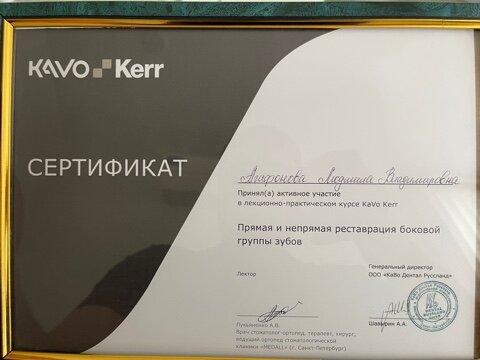 KAVO Kerr
СЕРТИФИКАТ
Агафонова Людмила Владимировна
Принял(а) активное участие
в лекционно-практическом курсе KaVo Kerr
Прямая и непрямая реставрация боковой
группы зубов
Лектор
Генеральный директор
ООО «КаВо Дентал Руссланд»
Лукьяненко А.В.
Врач стоматолог-ортопед, терапевт, хирург,
ведущий ортопед стоматологической
клиники «MEDALL» (г. Санкт-Петербург)
Шавырин А.А.